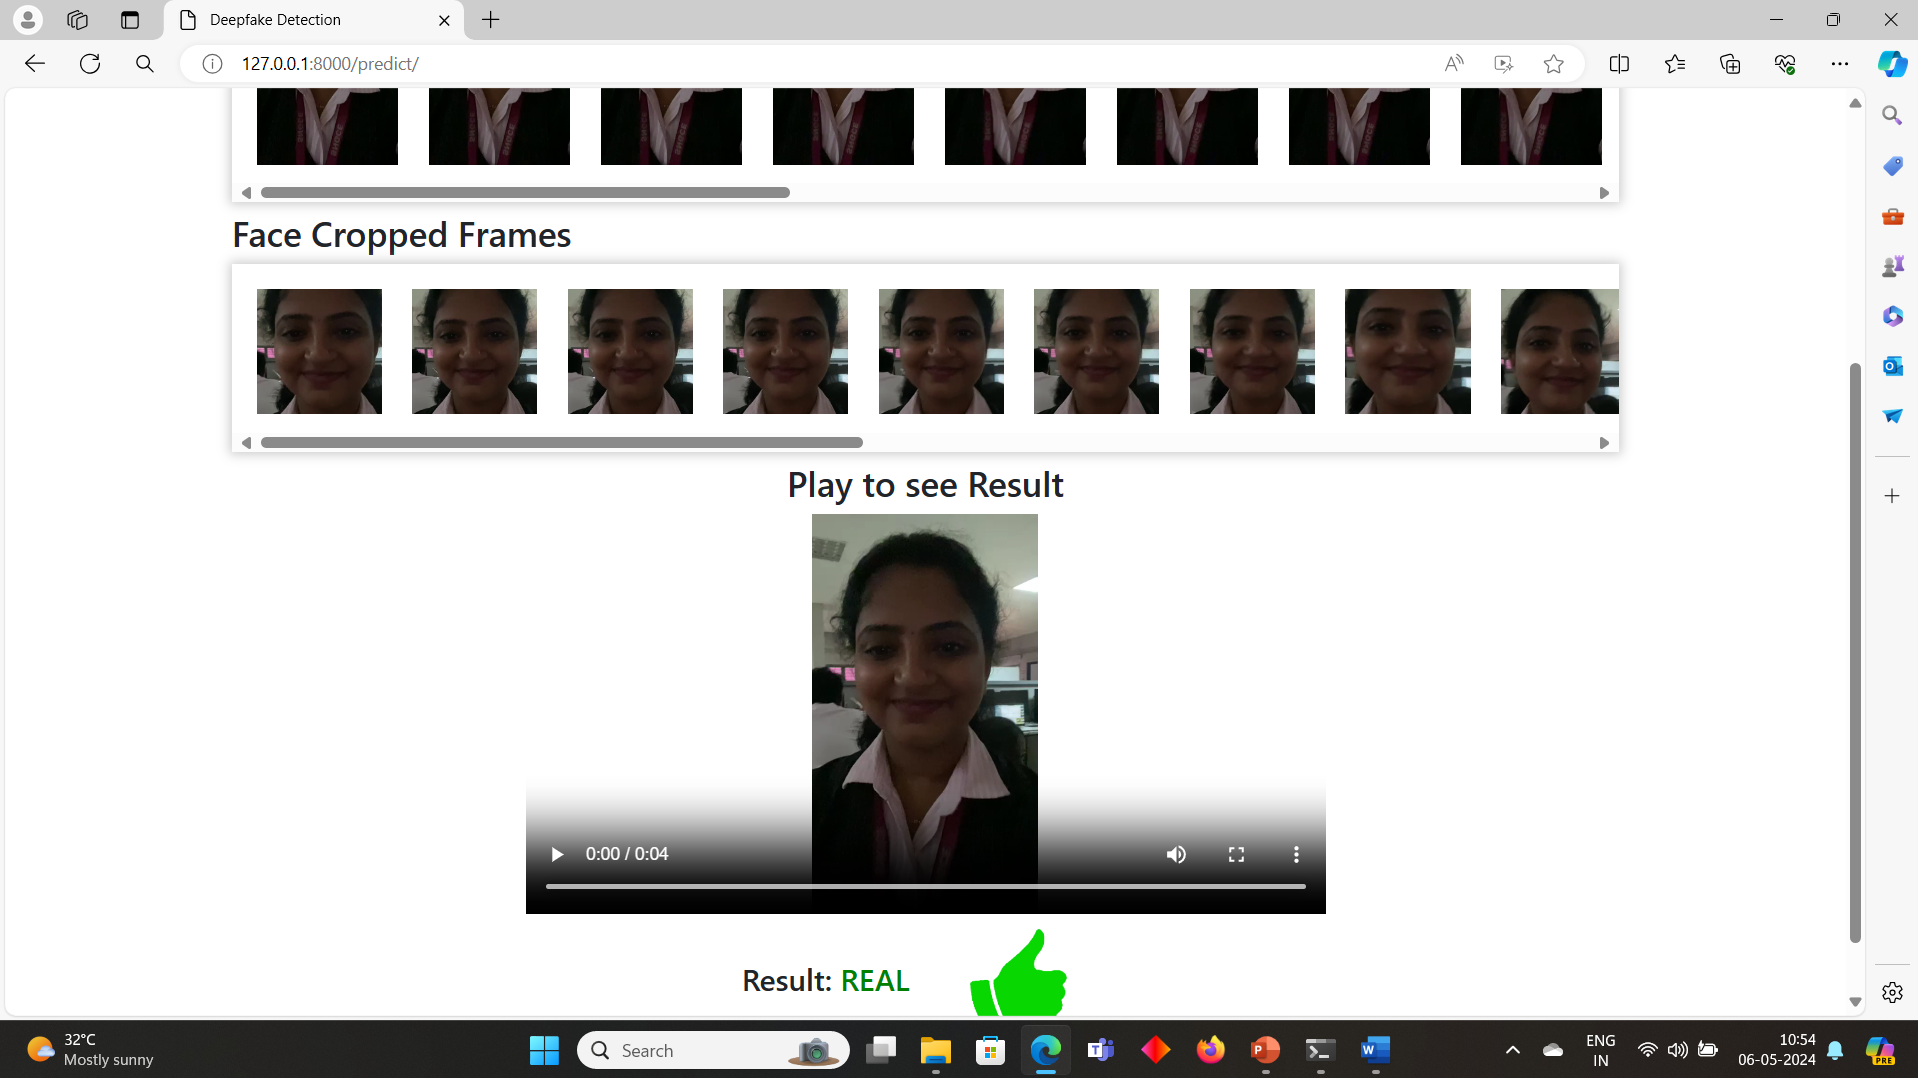 Deepfake Detection
127.0.0.1:8000/predict/
Face Cropped Frames
Play to see Result
0:00 / 0:04
Result: REAL
32°C
Mostly sunny
Search
ENG
IN
10:54
06-05-2024
PRE